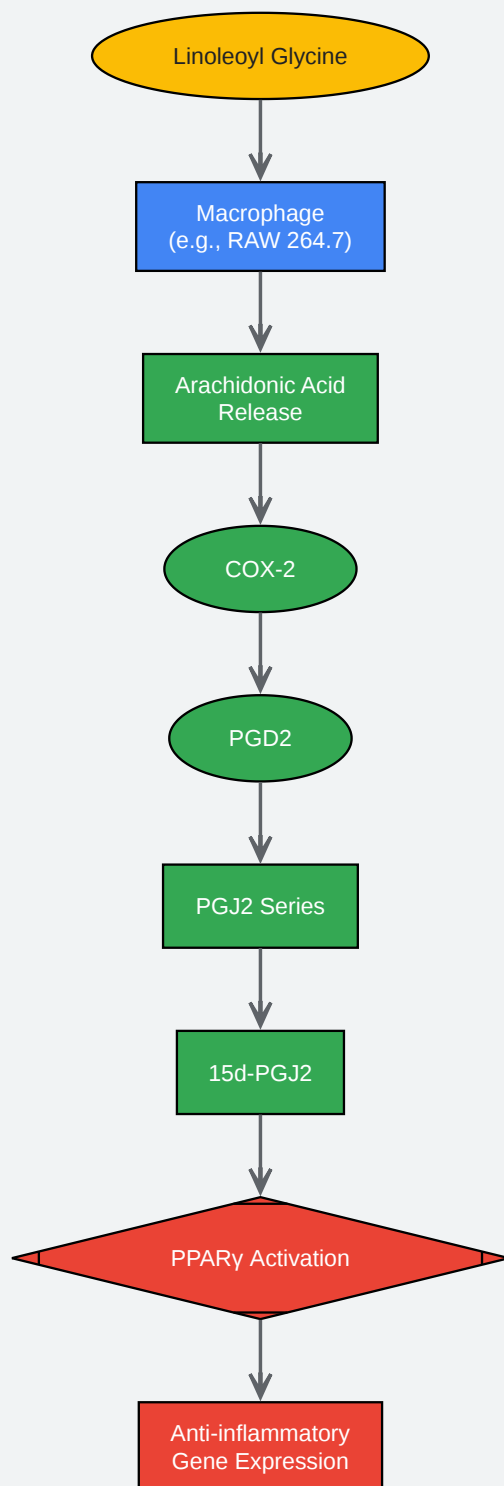 Linoleoyl Glycine
Macrophage
(e.g., RAW 264.7)
Arachidonic Acid
Release
COX-2
PGD2
PGJ2 Series
15d-PGJ2
PPARγ Activation
Anti-inflammatory
Gene Expression